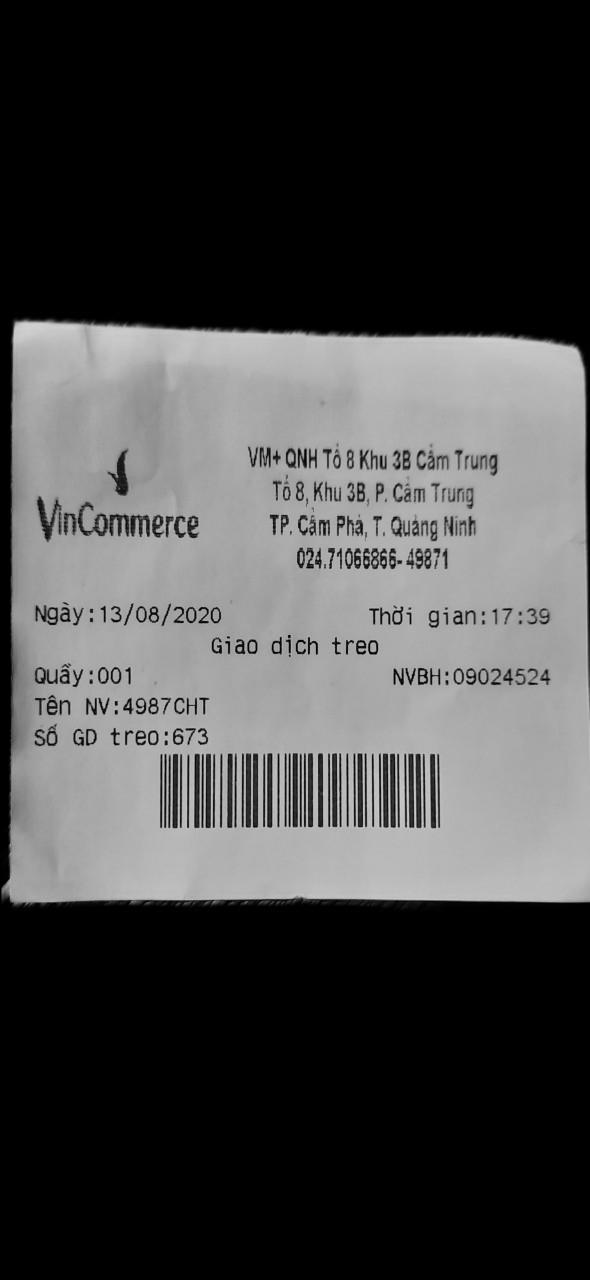 VinCommerce
VM+ QNH Tổ 8 Khu 3B Cẩm Trung
Tổ 8, Khu 3B, P. Cẩm Trung
TP. Cẩm Phả, T. Quảng Ninh
024.71066866-49871
Ngày:13/08/2020 Thời gian:17:39
Giao dịch treo
Quầy:001 NVBH:09024524
Tên NV:4987CHT
Số GD treo:673